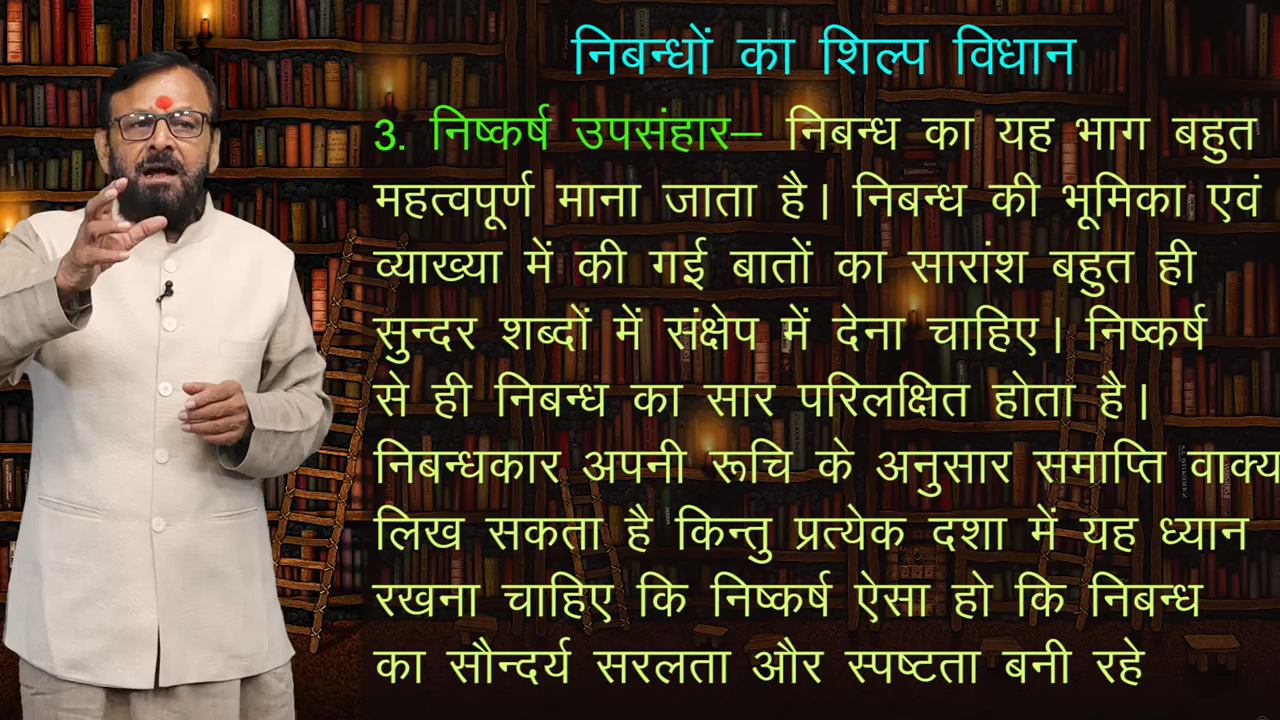 निबन्धों का शिल्प विधान
3. निष्कर्ष उपसंहार– निबन्ध का यह भाग बहुत
महत्वपूर्ण माना जाता है। निबन्ध की भूमिका एवं
व्याख्या में की गई बातों का सारांश बहुत ही
सुन्दर शब्दों में संक्षेप में देना चाहिए। निष्कर्ष
से ही निबन्ध का सार परिलक्षित होता है।
निबन्धकार अपनी रूचि के अनुसार समाप्ति वाक्य
लिख सकता है किन्तु प्रत्येक दशा में यह ध्यान
रखना चाहिए कि निष्कर्ष ऐसा हो कि निबन्ध
का सौन्दर्य सरलता और स्पष्टता बनी रहे